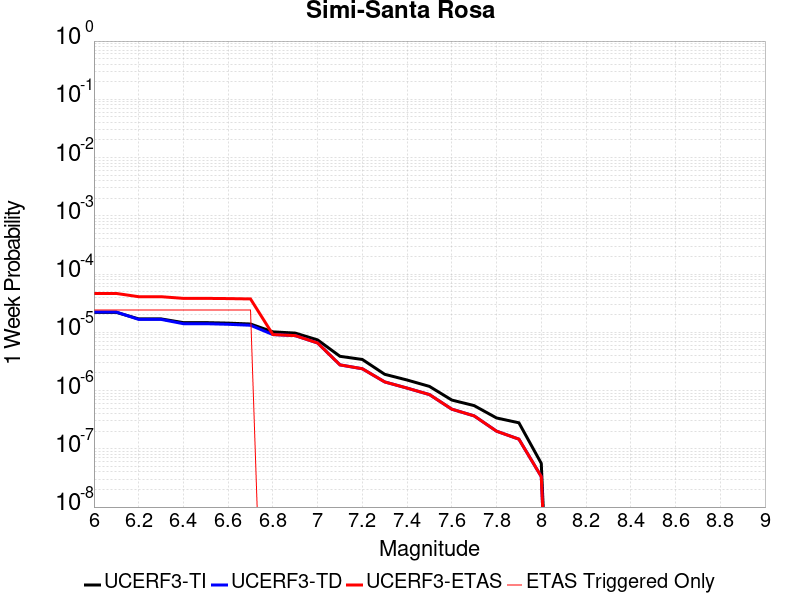 Simi-Santa Rosa
10^0
10^-1
10^-2
10^-3
10^-4
10^-5
10^-6
10^-7
10^-8
1 Week Probability
6 6.2 6.4 6.6 6.8 7 7.2 7.4 7.6 7.8 8 8.2 8.4 8.6 8.8 9
Magnitude
UCERF3-TI UCERF3-TD UCERF3-ETAS ETAS Triggered Only